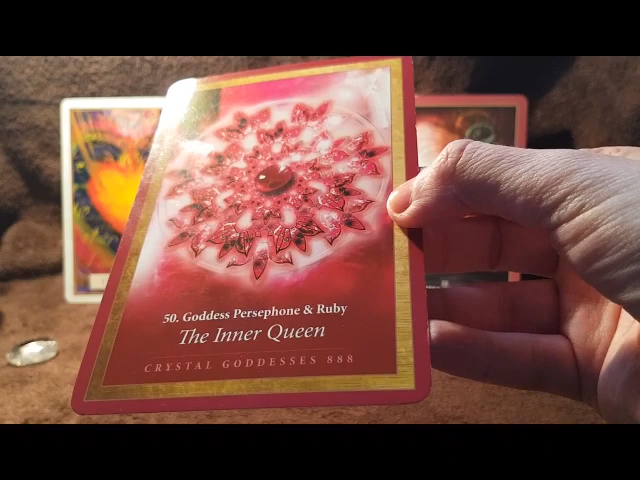 50. Goddess Persephone & Ruby
The Inner Queen
CRYSTAL GODDESSES 888